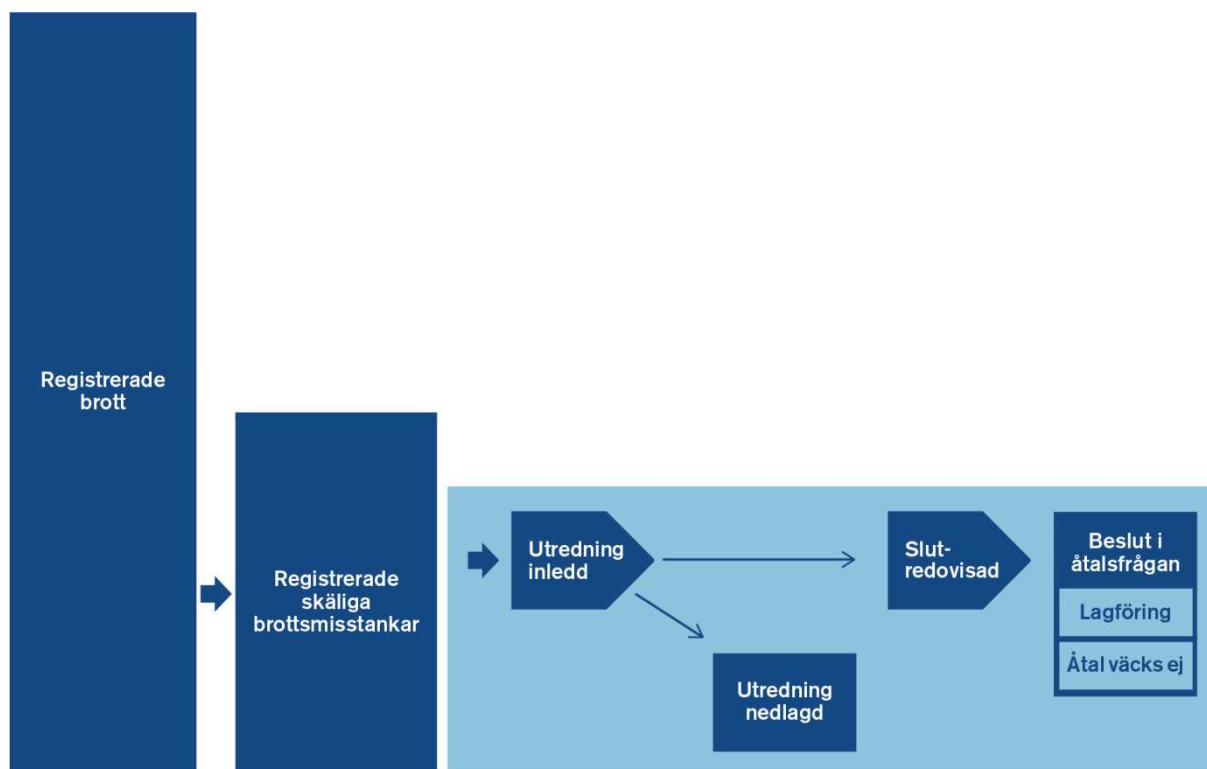 Registrerade
brott
Registrerade
skäliga
brottsmisstankar
Utredning
inledd
Utredning
nedlagd
Slut-
redovisad
Beslut i
åtalsfrågan
Lagföring
Åtal väcks ej